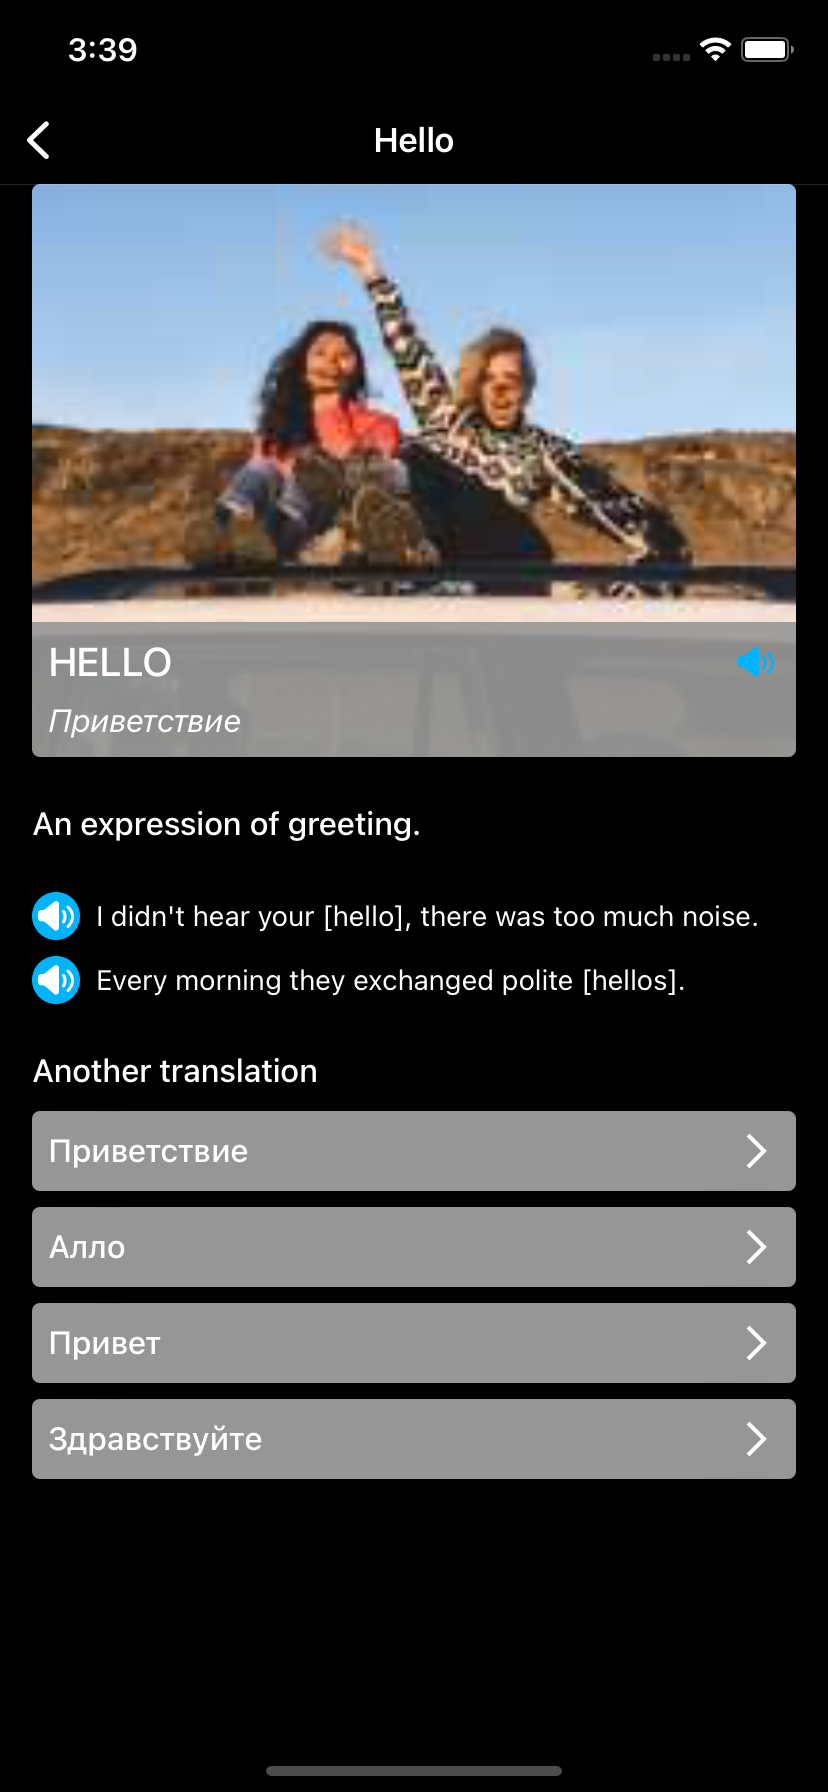 3:39
Hello
HELLO
Приветствие
An expression of greeting.
I didn't hear your [hello], there was too much noise.
Every morning they exchanged polite [hellos].
Another translation
Приветствие
Алло
Привет
Здравствуйте